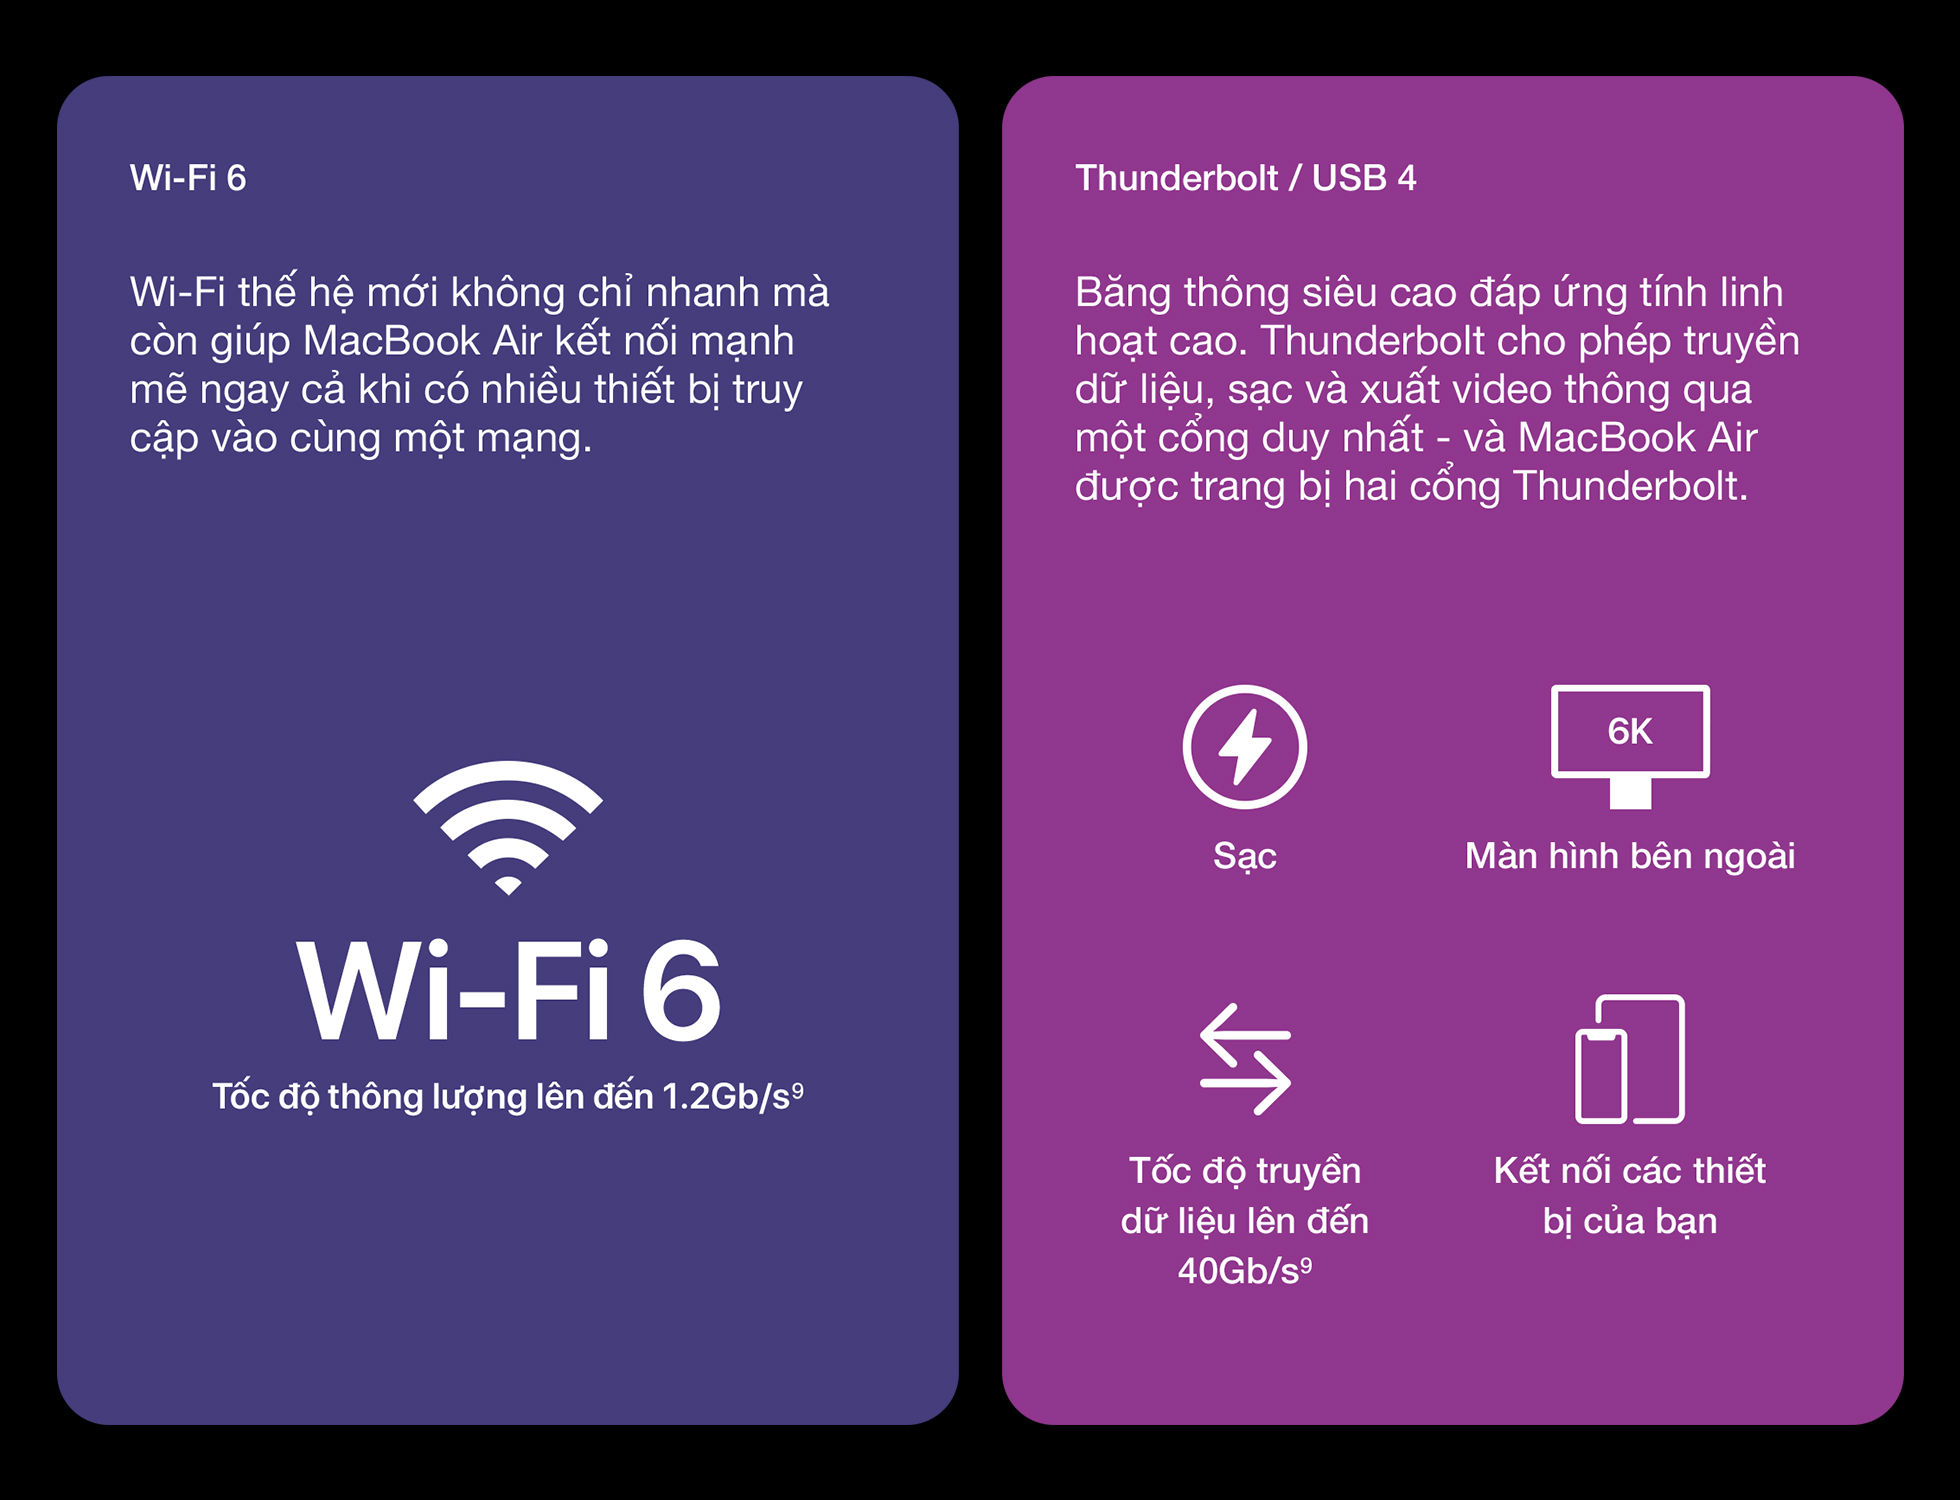 Wi-Fi 6
Wi-Fi thế hệ mới không chỉ nhanh mà
còn giúp MacBook Air kết nối mạnh
mẽ ngay cả khi có nhiều thiết bị truy
cập vào cùng một mạng.
Wi-Fi 6
Tốc độ thông lượng lên đến 1.2Gb/s⁹
Thunderbolt / USB 4
Băng thông siêu cao đáp ứng tính linh
hoạt cao. Thunderbolt cho phép truyền
dữ liệu, sạc và xuất video thông qua
một cổng duy nhất - và MacBook Air
được trang bị hai cổng Thunderbolt.
Sạc
6K
Màn hình bên ngoài
Tốc độ truyền
dữ liệu lên đến
40Gb/s⁹
Kết nối các thiết
bị của bạn